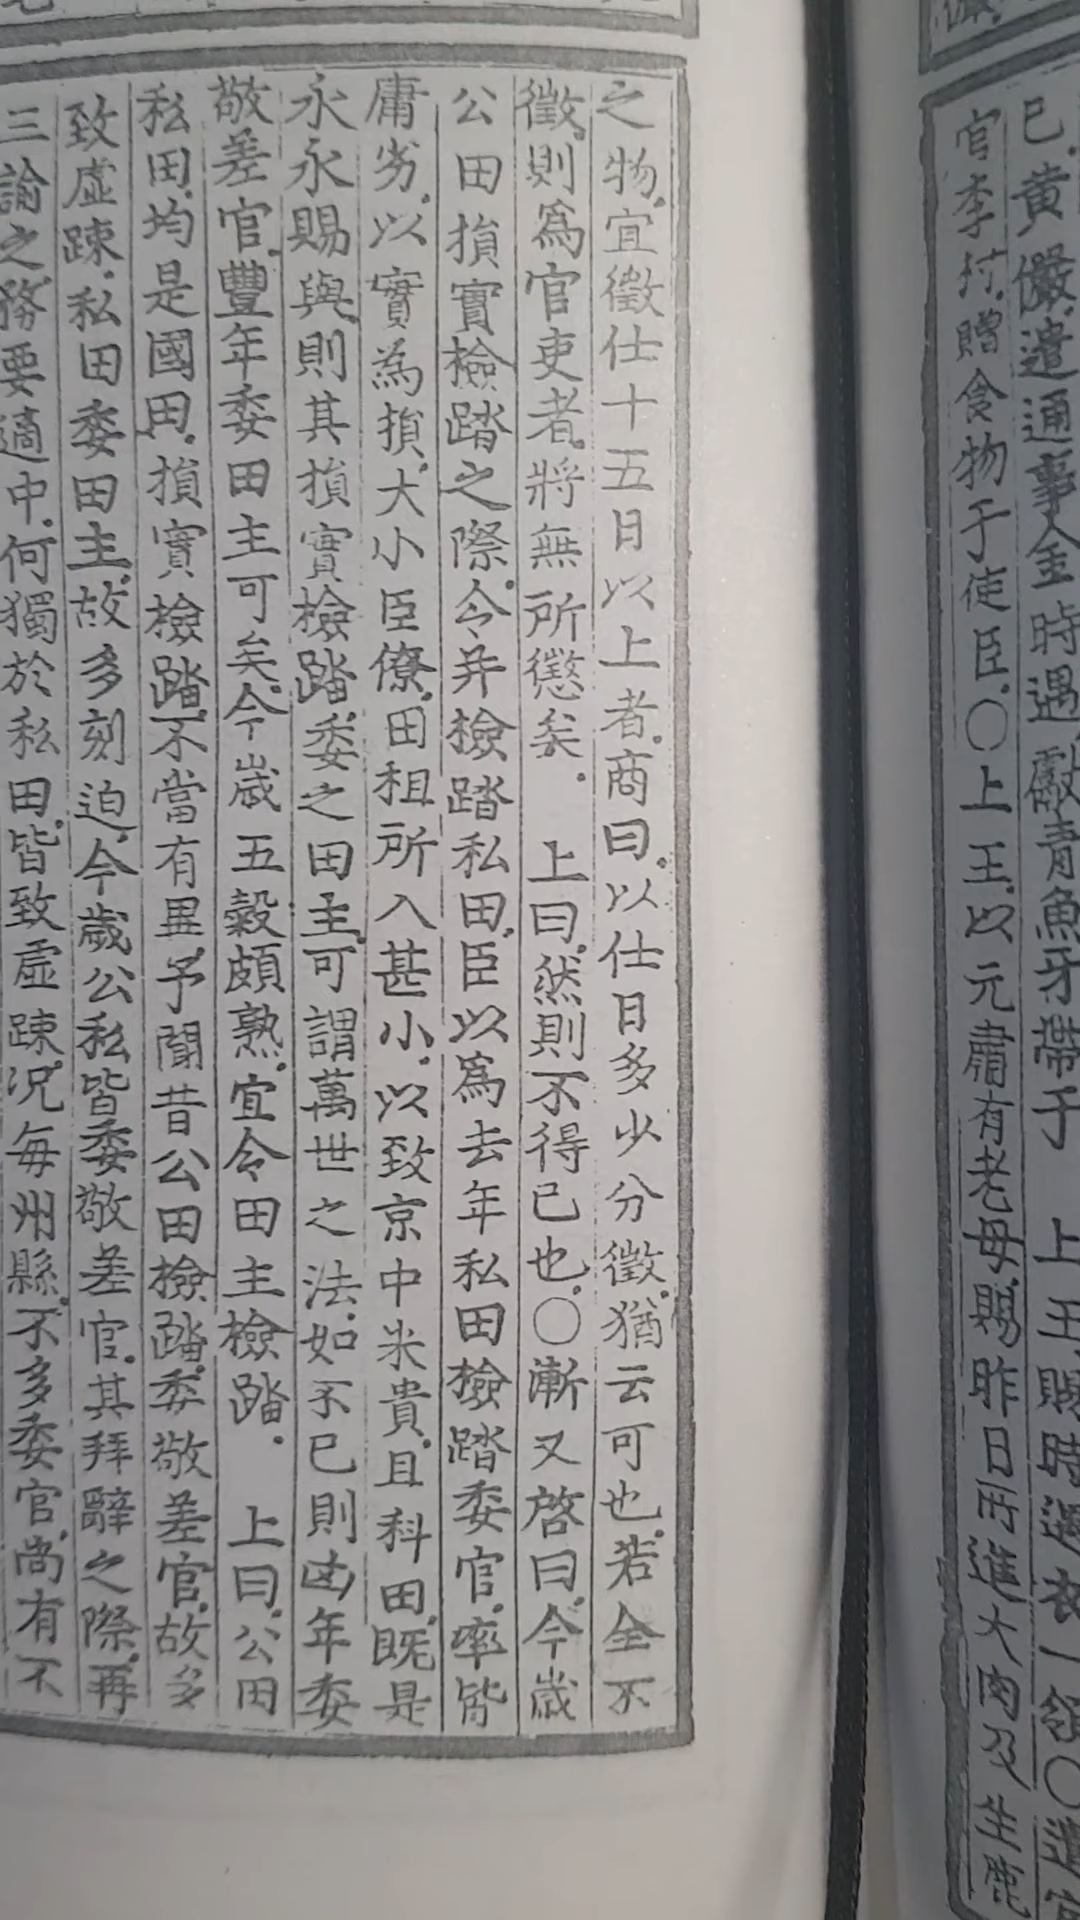 已黃儼遣通事金時遇獻靑魚牙帶于 上王賜時遇衣一領○遣官
官李
贈食物于使臣○上王以元肅有老母賜昨日所進大肉及生
之物宜徵仕十五日以上者商曰以仕日多少分徵猶云可也若全不
徵則爲官吏者將無所懲矣 上曰然則不得已也○漸又啓曰今歲
公田損實檢踏之際今幷檢踏私田臣以爲去年私田檢踏委官率皆
庸劣以實為損大小臣僚田租所入甚小以致京中米貴且科田旣是
永永賜與則其損實檢踏委之田主可謂萬世之法如不已則凶年委
敬差官豐年委田主可矣今歲五穀頗熟宜令田主檢踏 上曰公田
私田均是國田損實檢踏不當有異予聞昔公田檢踏委敬差官故多
致虛踈私田委田主故多刻迫今歲公私皆委敬差官其拜辭之際再
三諭之務要適中何獨於私田皆致虛踈況每州縣不多委官尙有不